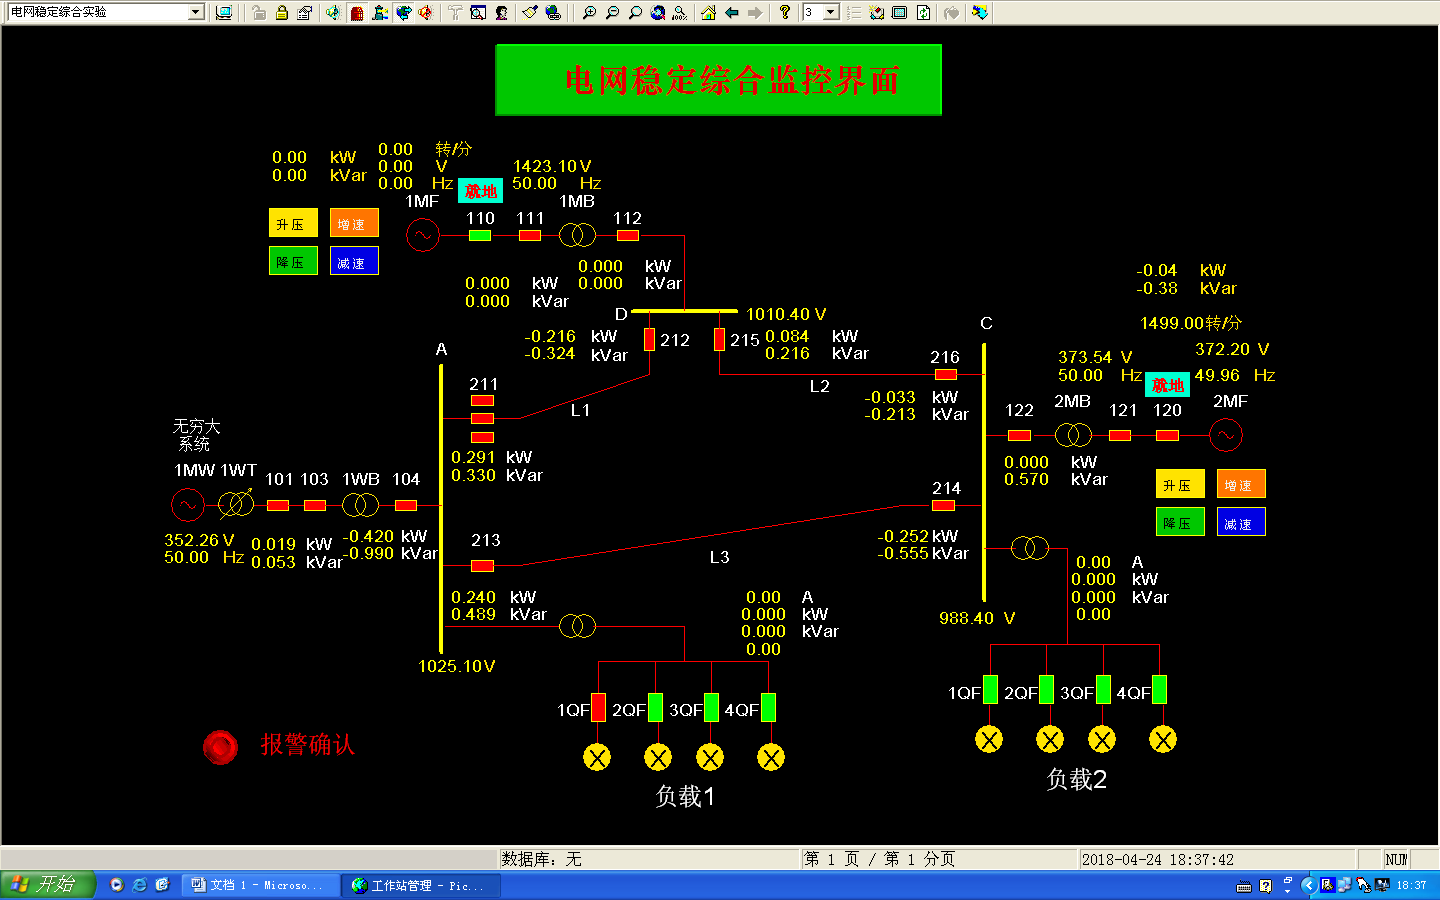 电网稳定综合实验
100%
3
电网稳定综合监控界面
0.00 kW
0.00 kVar
0.00 转/分
0.00 V
0.00 Hz
1423.10 V
50.00 Hz
就地
1MF
1MB
110
111
112
升压
增速
降压
减速
0.000 kW
0.000 kVar
0.000 kW
0.000 kVar
D
1010.40 V
-0.216 kW
-0.324 kVar
212
215
0.084 kW
0.216 kVar
L1
L2
A
211
0.291 kW
0.330 kVar
无穷大
系统
1MW
1WT
101
103
1WB
104
352.26 V
50.00 Hz
0.019 kW
0.053 kVar
-0.420 kW
-0.990 kVar
213
0.240 kW
0.489 kVar
L3
1025.10V
0.00 A
0.000 kW
0.000 kVar
0.00
1QF
2QF
3QF
4QF
负载1
报警确认
-0.04 kW
-0.38 kVar
1499.00转/分
C
216
-0.033 kW
-0.213 kVar
373.54 V
50.00 Hz
372.20 V
49.96 Hz
就地
122
2MB
121
120
2MF
0.000 kW
0.570 kVar
升压
增速
降压
减速
214
-0.252kW
-0.555kVar
988.40 V
0.00 A
0.000 kW
0.000 kVar
0.00
1QF
2QF
3QF
4QF
负载2
数据库：无
第 1 页 / 第 1 分页
2018-04-24 18:37:42
NUM
开始
文档 1 - Microso...
工作站管理 - Pic...
18:37